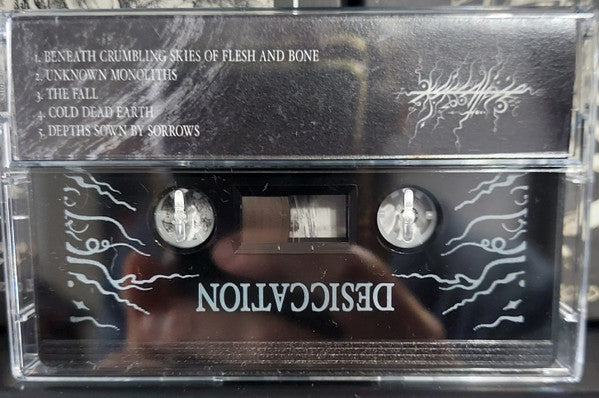 1. BENEATH CRUMBLING SKIES OF FLESH AND BONE
2. UNKNOWN MONOLITHS
3. THE FALL
4. COLD DEAD EARTH
5. DEPTHS SOWN BY SORROWS
DESICCATION